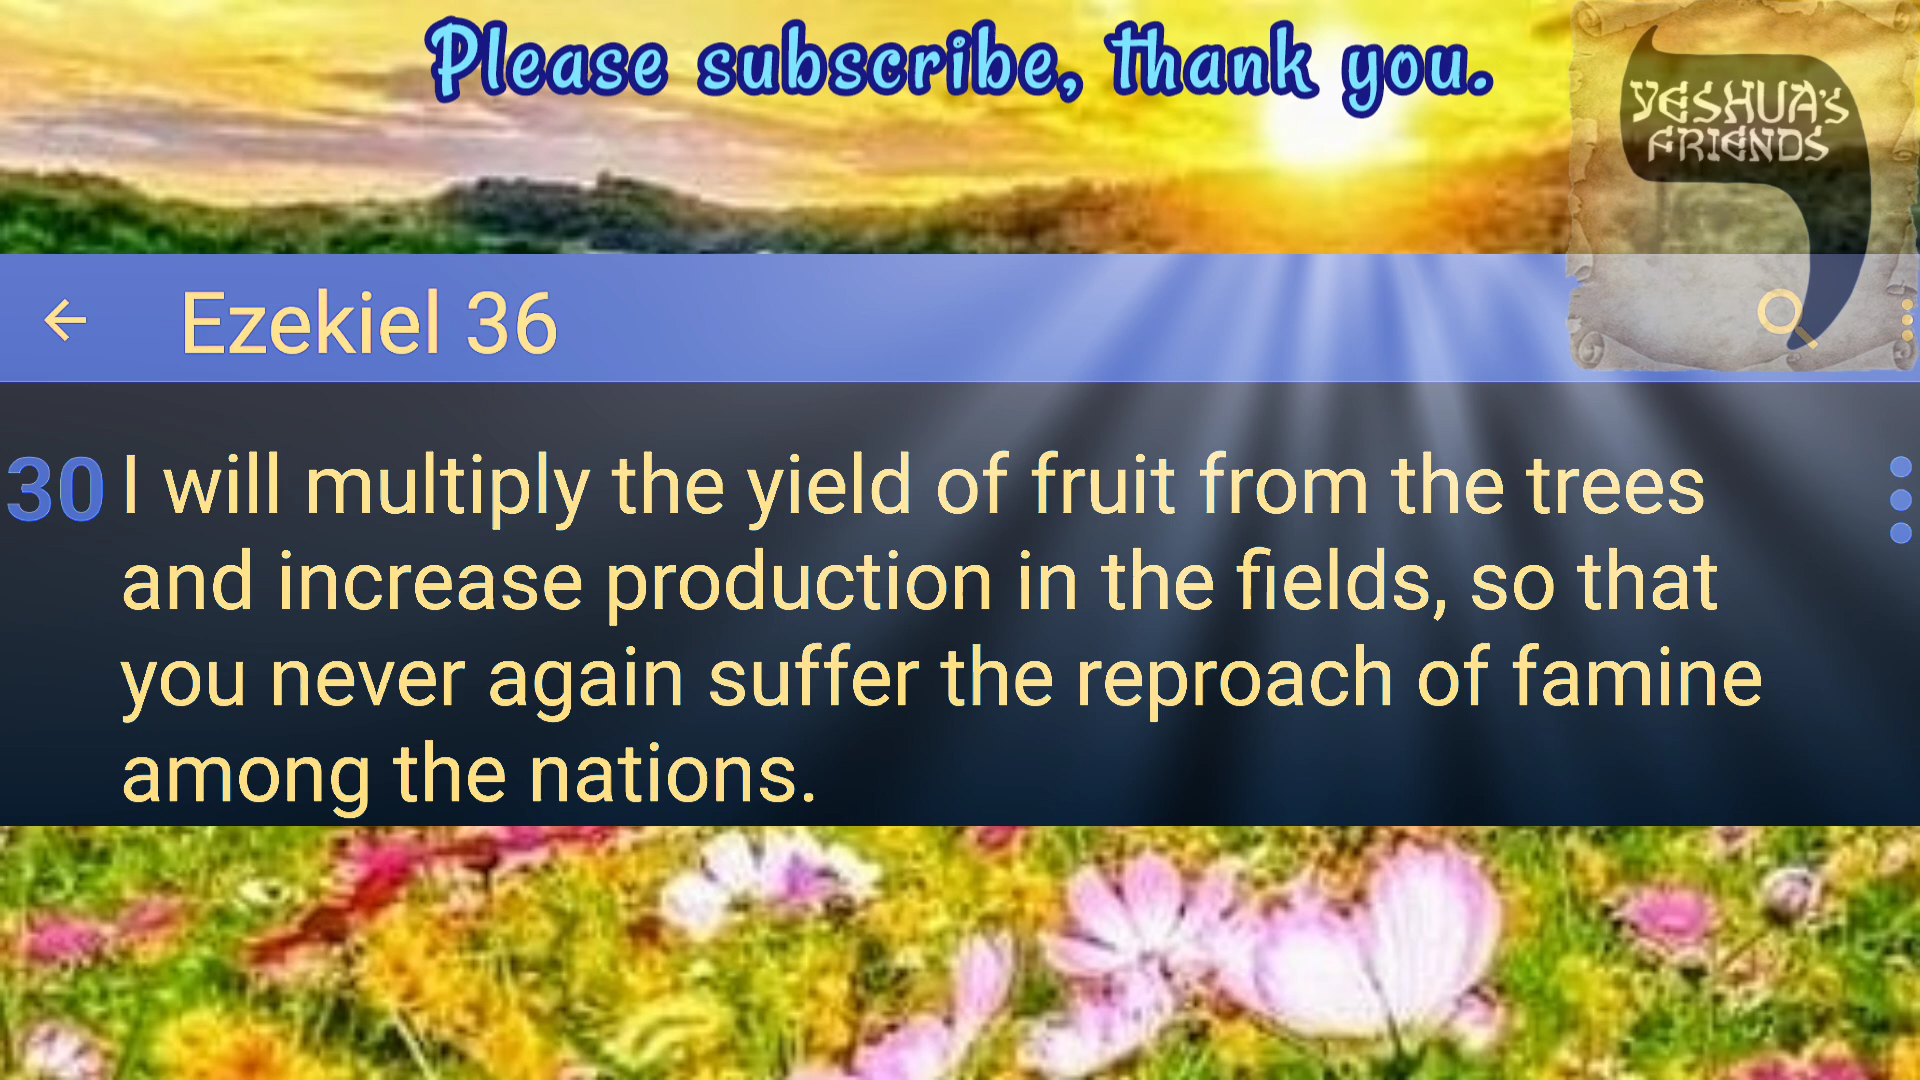 Please subscribe, thank you.
YESHUA'S
FRIENDS
Ezekiel 36
30 I will multiply the yield of fruit from the trees
and increase production in the fields, so that
you never again suffer the reproach of famine
among the nations.